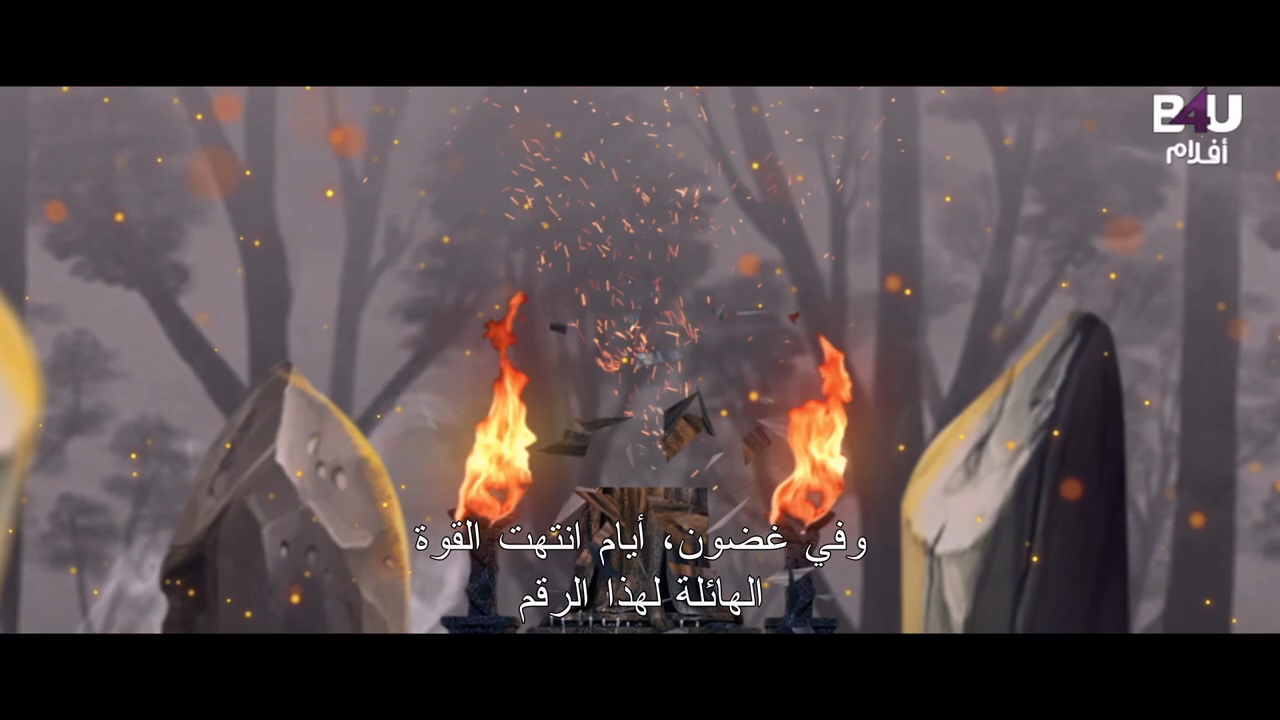 B4U
أفلام
وفي غضون، أيام انتهت القوة
الهائلة لهذا الرقم